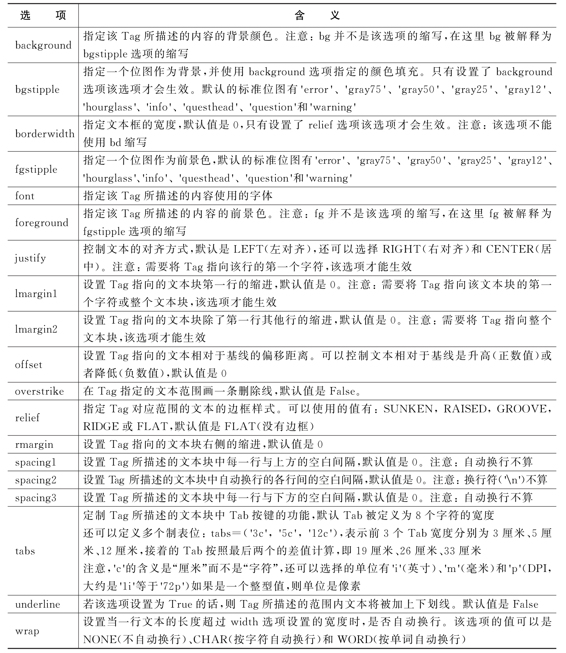 选 项 含 义
background 指定该 Tag 所描述的内容的背景颜色。注意：bg 并不是该选项的缩写，在这里 bg 被解释为
bgstipple 选项的缩写
bgstipple 指定一个位图作为背景，并使用 background 选项指定的颜色填充。只有设置了 background
选项该选项才会生效。默认的标准位图有'error'、'gray75'、'gray50'、'gray25'、'gray12'、
'hourglass'、'info'、'questhead'、'question'和'warning'
borderwidth 指定文本框的宽度，默认值是 0，只有设置了 relief 选项该选项才会生效。注意：该选项不能
使用 bd缩写
fgstipple 指定一个位图作为前景色，默认的标准位图有'error'、'gray75'、'gray50'、'gray25'、'gray12'、
'hourglass'、'info'、'questhead'、'question'和'warning'
font 指定该 Tag 所描述的内容使用的字体
foreground 指定该 Tag 所描述的内容的前景色。注意：fg 并不是该选项的缩写，在这里 fg 被解释为
fgstipple 选项的缩写
justify 控制文本的对齐方式，默认是 LEFT(左对齐)，还可以选择 RIGHT(右对齐)和 CENTER(居
中)。注意：需要将 Tag 指向该行的第一个字符，该选项才能生效
lmargin1 设置 Tag 指向的文本块第一行的缩进，默认值是 0。注意：需要将 Tag 指向该文本块的第一
个字符或整个文本块，该选项才能生效
lmargin2 设置 Tag 指向的文本块除了第一行其他行的缩进，默认值是 0。注意：需要将 Tag 指向整个
文本块，该选项才能生效
offset 设置 Tag 指向的文本相对于基线的偏移距离。可以控制文本相对于基线是升高(正数值)或
者降低(负数值)，默认值是 0
overstrike 在 Tag 指定的文本范围画一条删除线，默认值是 False。
relief 指定 Tag 对应范围的文本的边框样式。可以使用的值有：SUNKEN，RAISED，GROOVE，
RIDGE 或 FLAT，默认值是 FLAT(没有边框)
rmargin 设置 Tag 指向的文本块右侧的缩进，默认值是 0
spacing1 设置 Tag 所描述的文本块中每一行与上方的空白间隔，默认值是 0。注意：自动换行不算
spacing2 设置 Tag 所描述的文本块中自动换行的各行间的空白间隔，默认值是 0。注意：换行符('\n')不算
spacing3 设置 Tag 所描述的文本块中每一行与下方的空白间隔，默认值是 0。注意：自动换行不算
tabs 定制 Tag 所描述的文本块中 Tab 按键的功能，默认 Tab 被定义为 8 个字符的宽度
还可以定义多个制表位：tabs=('3c'，'5c'，'12c')，表示前 3 个 Tab 宽度分别为 3 厘米、5 厘
米、12 厘米，接着的 Tab 按照最后两个的差值计算，即 19 厘米、26 厘米、33 厘米
注意，'c'的含义是“厘米”而不是“字符”，还可以选择的单位有'i'(英寸)、'm'(毫米)和'p'(DPI，
大约是'1i'等于'72p')如果是一个整型值，则单位是像素
underline 若该选项设置为 True 的话，则 Tag 所描述的范围内文本将被加上下划线。默认值是 False
wrap 设置当一行文本的长度超过 width 选项设置的宽度时，是否自动换行。该选项的值可以是
NONE(不自动换行)、CHAR(按字符自动换行)和 WORD(按单词自动换行)